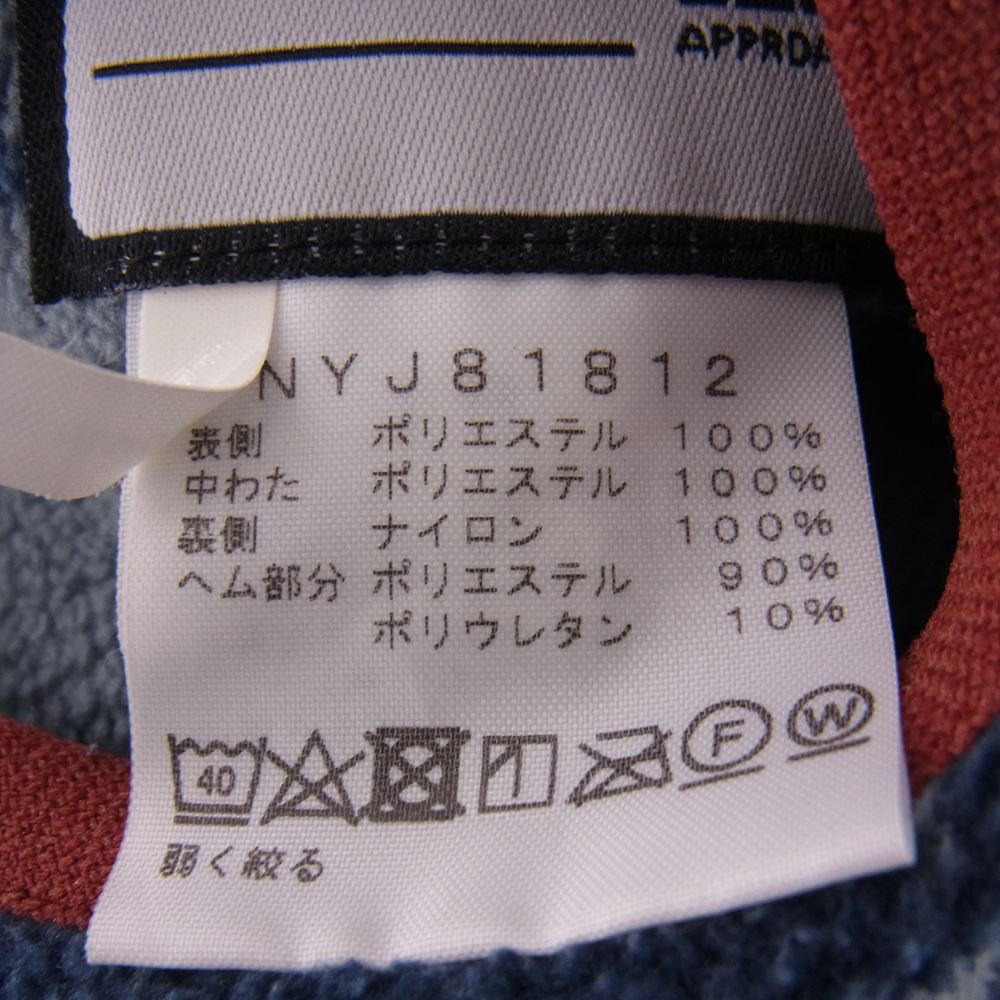 NYJ81812
表側 ポリエステル 100%
中わた ポリエステル 100%
裏側 ナイロン 100%
ヘム部分 ポリエステル 90%
ポリウレタン 10%
40 F W
弱く絞る